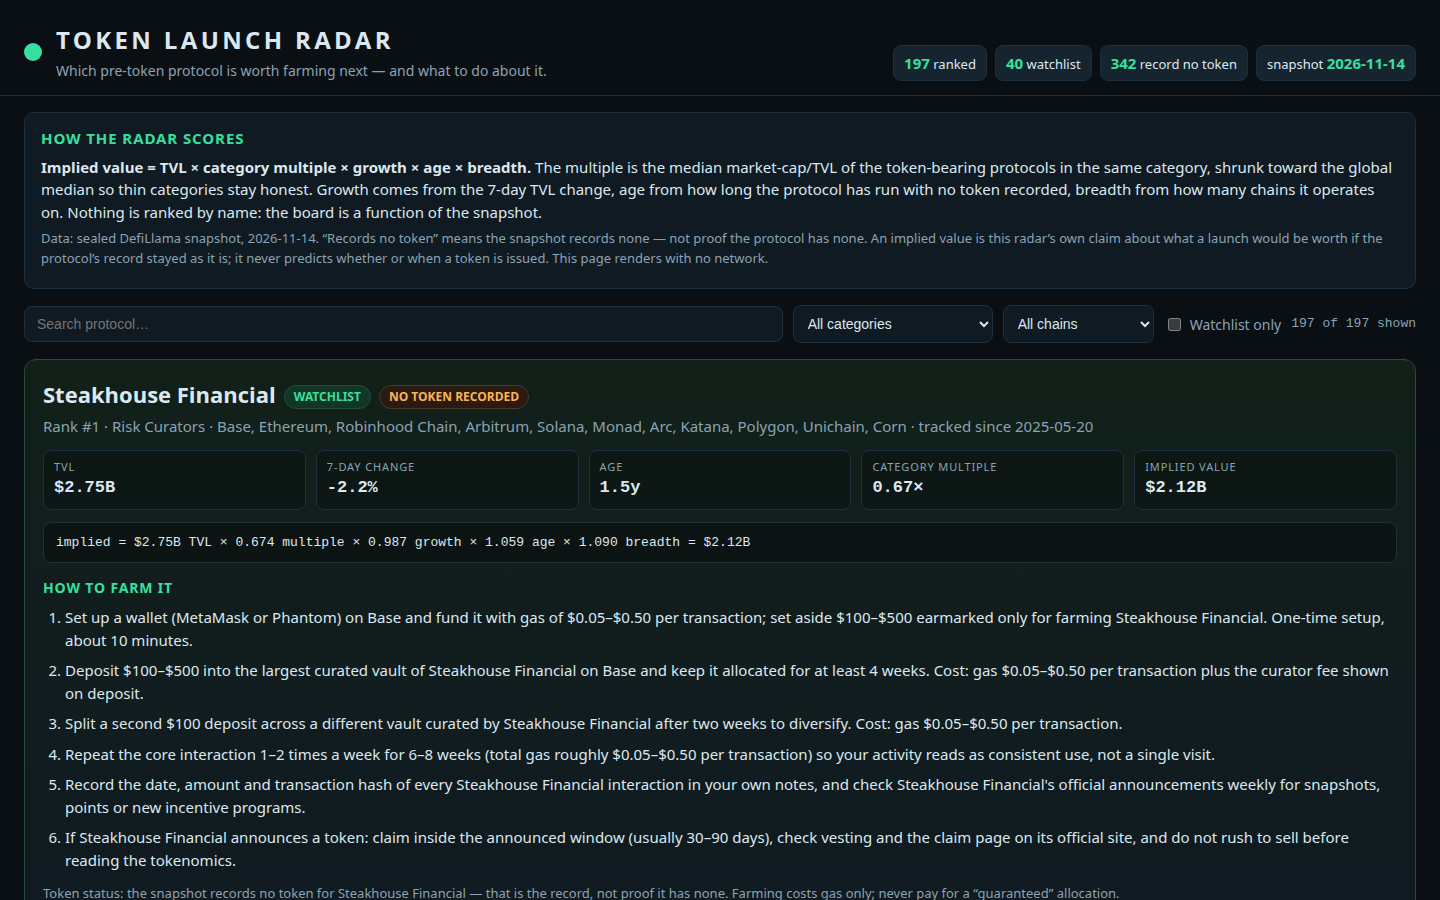 TOKEN LAUNCH RADAR
Which pre-token protocol is worth farming next — and what to do about it.
197 ranked
40 watchlist
342 record no token
snapshot 2026-11-14
HOW THE RADAR SCORES
Implied value = TVL × category multiple × growth × age × breadth. The multiple is the median market-cap/TVL of the token-bearing protocols in the same category, shrunk toward the global
median so thin categories stay honest. Growth comes from the 7-day TVL change, age from how long the protocol has run with no token recorded, breadth from how many chains it operates
on. Nothing is ranked by name: the board is a function of the snapshot.
Data: sealed DefiLlama snapshot, 2026-11-14. “Records no token” means the snapshot records none — not proof the protocol has none. An implied value is this radar’s own claim about what a launch would be worth if the
protocol’s record stayed as it is; it never predicts whether or when a token is issued. This page renders with no network.
Search protocol…
All categories
All chains
Watchlist only
197 of 197 shown
Steakhouse Financial
WATCHLIST
NO TOKEN RECORDED
Rank #1 · Risk Curators · Base, Ethereum, Robinhood Chain, Arbitrum, Solana, Monad, Arc, Katana, Polygon, Unichain, Corn · tracked since 2025-05-20
TVL
$2.75B
7-DAY CHANGE
-2.2%
AGE
1.5y
CATEGORY MULTIPLE
0.67×
IMPLIED VALUE
$2.12B
implied = $2.75B TVL × 0.674 multiple × 0.987 growth × 1.059 age × 1.090 breadth = $2.12B
HOW TO FARM IT
1. Set up a wallet (MetaMask or Phantom) on Base and fund it with gas of $0.05–$0.50 per transaction; set aside $100–$500 earmarked only for farming Steakhouse Financial. One-time setup,
about 10 minutes.
2. Deposit $100–$500 into the largest curated vault of Steakhouse Financial on Base and keep it allocated for at least 4 weeks. Cost: gas $0.05–$0.50 per transaction plus the curator fee shown
on deposit.
3. Split a second $100 deposit across a different vault curated by Steakhouse Financial after two weeks to diversify. Cost: gas $0.05–$0.50 per transaction.
4. Repeat the core interaction 1–2 times a week for 6–8 weeks (total gas roughly $0.05–$0.50 per transaction) so your activity reads as consistent use, not a single visit.
5. Record the date, amount and transaction hash of every Steakhouse Financial interaction in your own notes, and check Steakhouse Financial's official announcements weekly for snapshots,
points or new incentive programs.
6. If Steakhouse Financial announces a token: claim inside the announced window (usually 30–90 days), check vesting and the claim page on its official site, and do not rush to sell before
reading the tokenomics.
Token status: the snapshot records no token for Steakhouse Financial — that is the record, not proof it has none. Farming costs gas only; never pay for a “guaranteed” allocation.